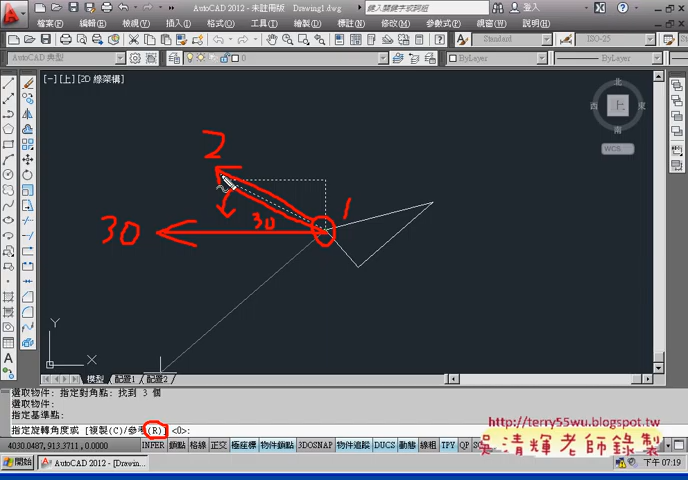 AutoCAD 2012 - 未註冊版 Drawing1.dwg
鍵入關鍵字或片語
登入
檔案(F) 編輯(E) 檢視(V) 插入(I) 格式(O) 工具(T) 繪製(D) 標註(N) 修改(M) 參數式(P) 視窗(W) 說明(H)
Standard ISO-25
AutoCAD 典型 0 ByLayer ByLayer
[-] [上] [2D 線架構]
北
西 上 東
南
WCS
2
1
30 30
Y
X
模型 配置1 配置2
選取物件: 指定對角點: 找到 3 個
選取物件:
指定基準點:
指定旋轉角度或 [複製(C)/參考(R)] <0>:
http://terry55wu.blogspot.tw
吳清輝老師錄製
4030.0487, 913.3711, 0.0000 INFER 鎖點 格線 正交 極座標 物件鎖點 3DOSNAP 物件追蹤 DUCS 動態 線粗 TPY QP
開始 AutoCAD 2012 - [Drawin... 下午 07:19